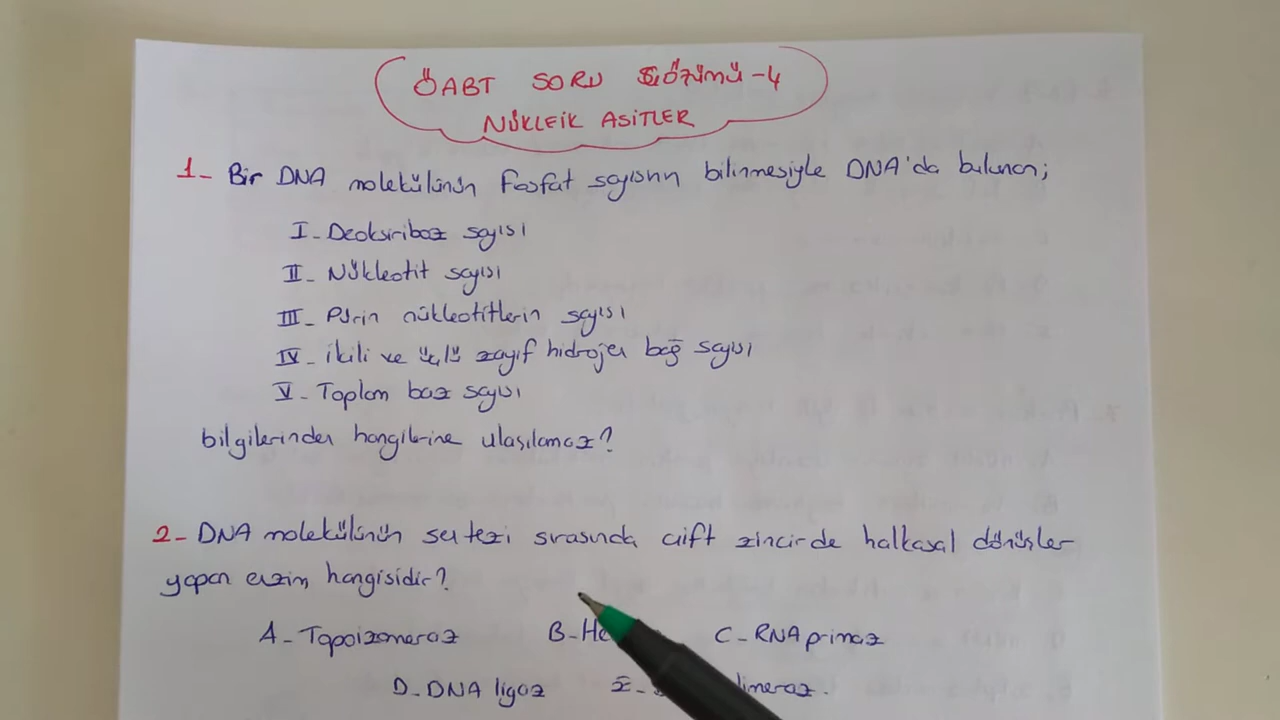 ÖABT SORU ÇÖZÜMÜ-4
NÜKLEİK ASİTLER
1- Bir DNA molekülünün fosfat sayısının bilinmesiyle DNA'da bulunan;
I- Deoksiriboz sayısı
II- Nükleotit sayısı
III- Pürin nükleotitlerin sayısı
IV- İkili ve üçlü zayıf hidrojen bağ sayısı
V- Toplam baz sayısı
bilgilerinden hangilerine ulaşılamaz?
2- DNA molekülünün sentezi sırasında çift zincirde halkasal dönüşler
yapan enzim hangisidir?
A- Topoizomeraz B- C- RNA primaz
D- DNA ligaz